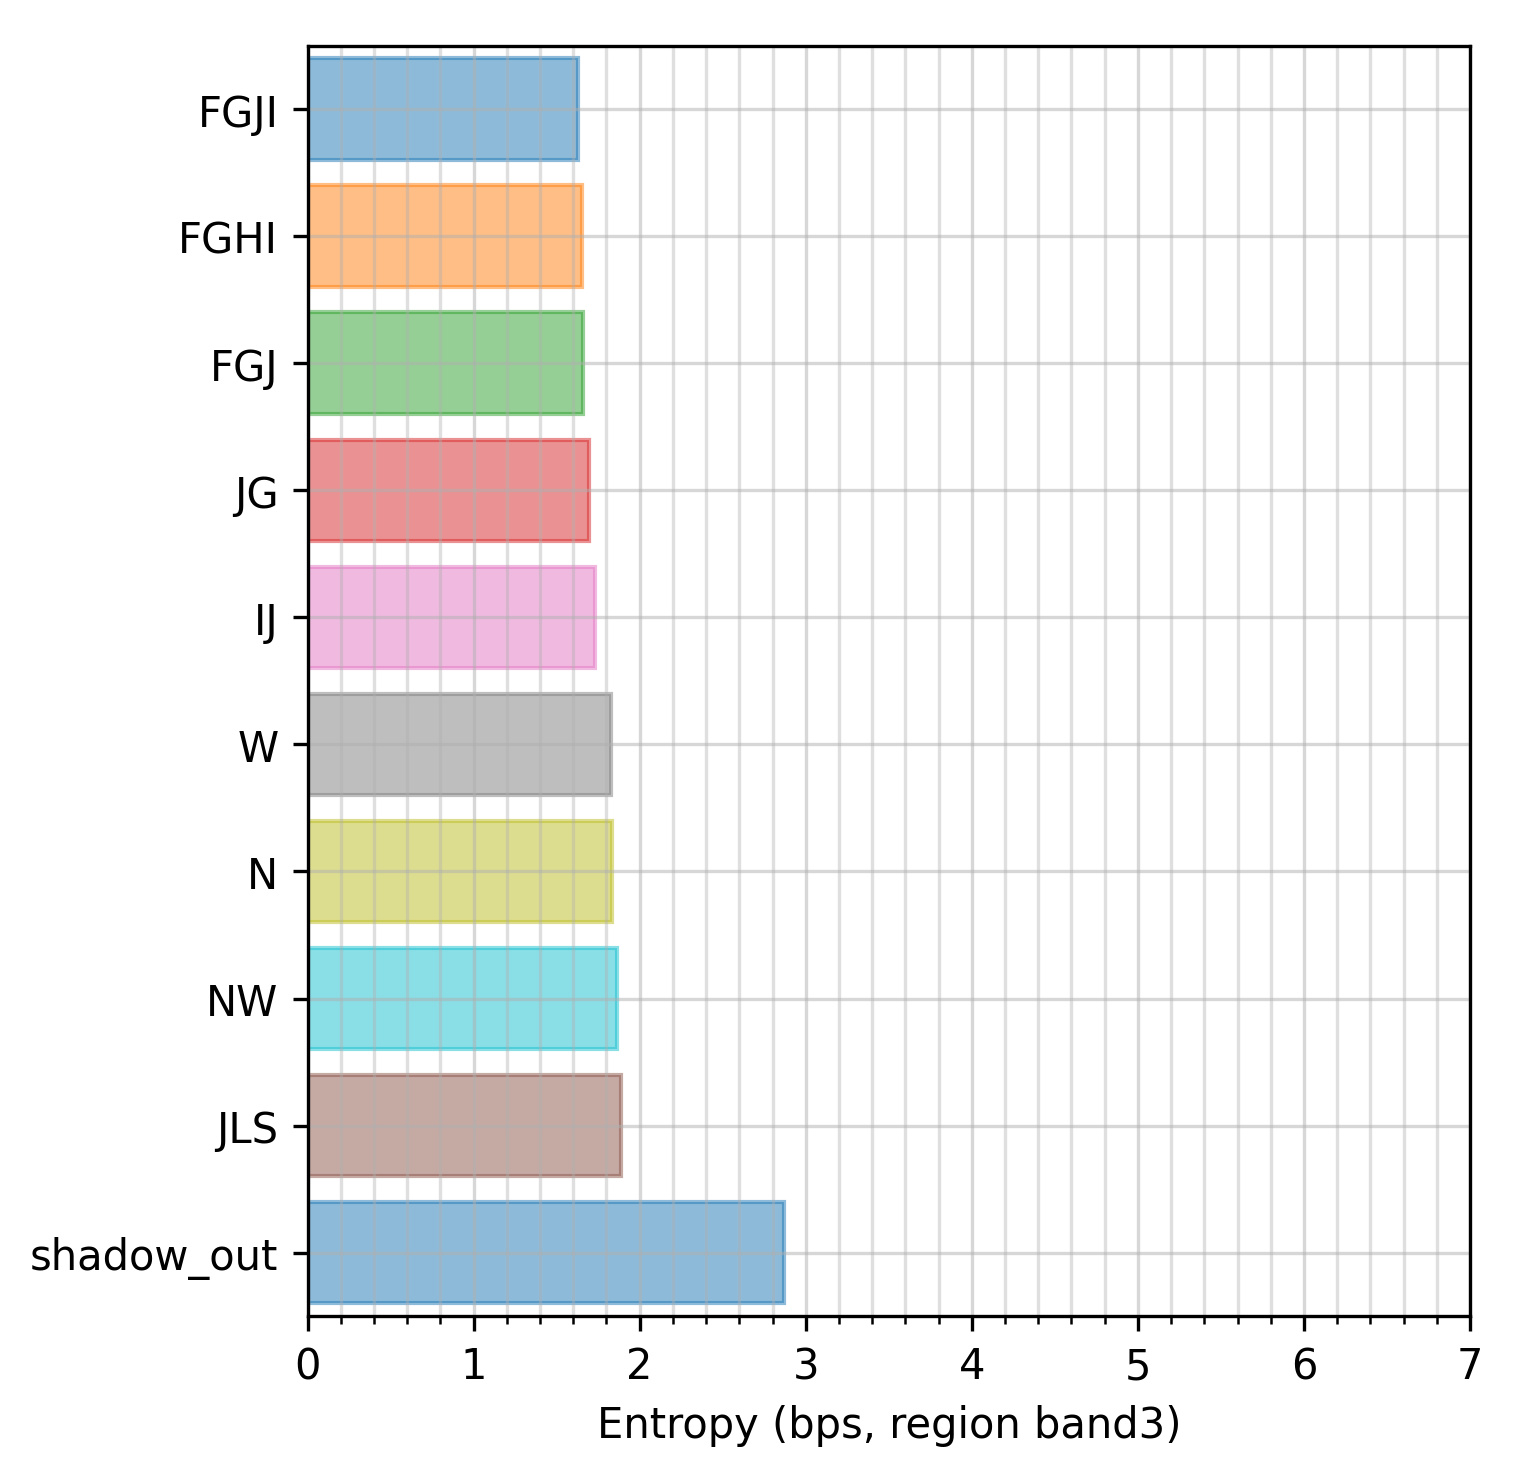 FGJI
FGHI
FGJ
JG
IJ
W
N
NW
JLS
shadow_out
0 1 2 3 4 5 6 7
Entropy (bps, region band3)